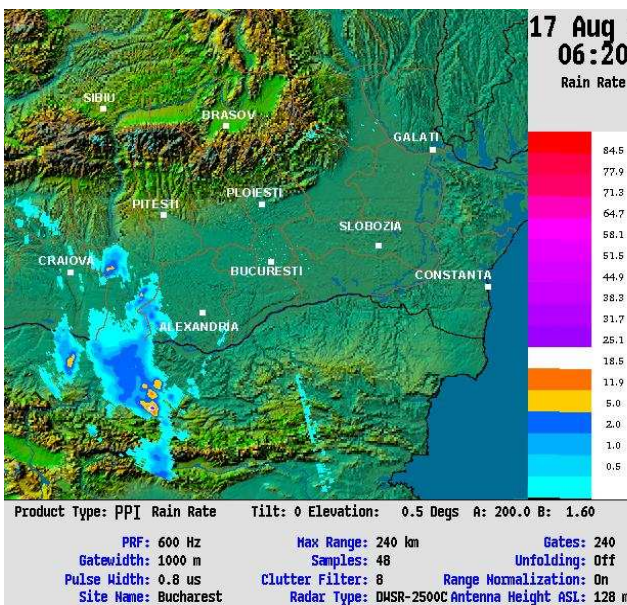 17 Aug
06:20
Rain Rate
SIBIU
BRASOV
GALATI
PLOIESTI
PITESTI
SLOBOZIA
CRAIOVA
BUCURESTI
CONSTANTA
ALEXANDRIA
84.5
77.9
71.3
64.7
58.1
51.5
44.9
38.3
31.7
25.1
18.5
11.9
5.0
2.0
1.0
0.5
Product Type: PPI Rain Rate Tilt: 0 Elevation: 0.5 Degs A: 200.0 B: 1.60
PRF: 600 Hz Max Range: 240 km Gates: 240
Gatewidth: 1000 m Samples: 48 Unfolding: Off
Pulse Width: 0.8 us Clutter Filter: 8 Range Normalization: On
Site Name: Bucharest Radar Type: DWSR-2500C Antenna Height ASL: 128 m